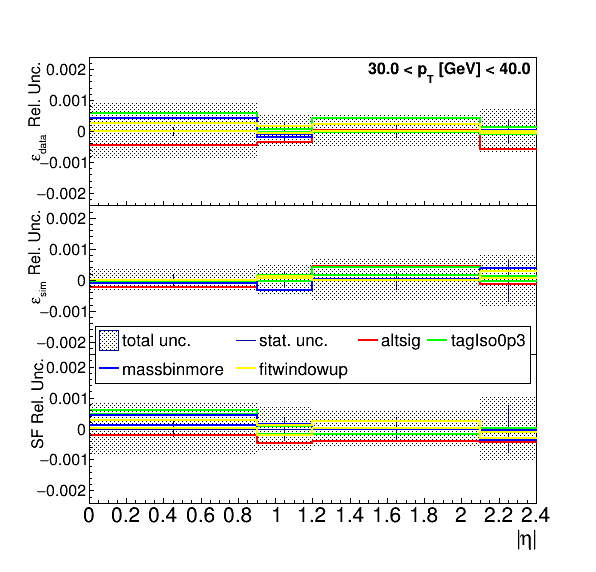 30.0 < p_T [GeV] < 40.0
ε_data Rel. Unc.
0.002
0.001
0
−0.001
−0.002
ε_sim Rel. Unc.
0.002
0.001
0
−0.001
−0.002
total unc. stat. unc. altsig tagIso0p3
massbinmore fitwindowup
SF Rel. Unc.
0.002
0.001
0
−0.001
−0.002
0 0.2 0.4 0.6 0.8 1 1.2 1.4 1.6 1.8 2 2.2 2.4
|η|